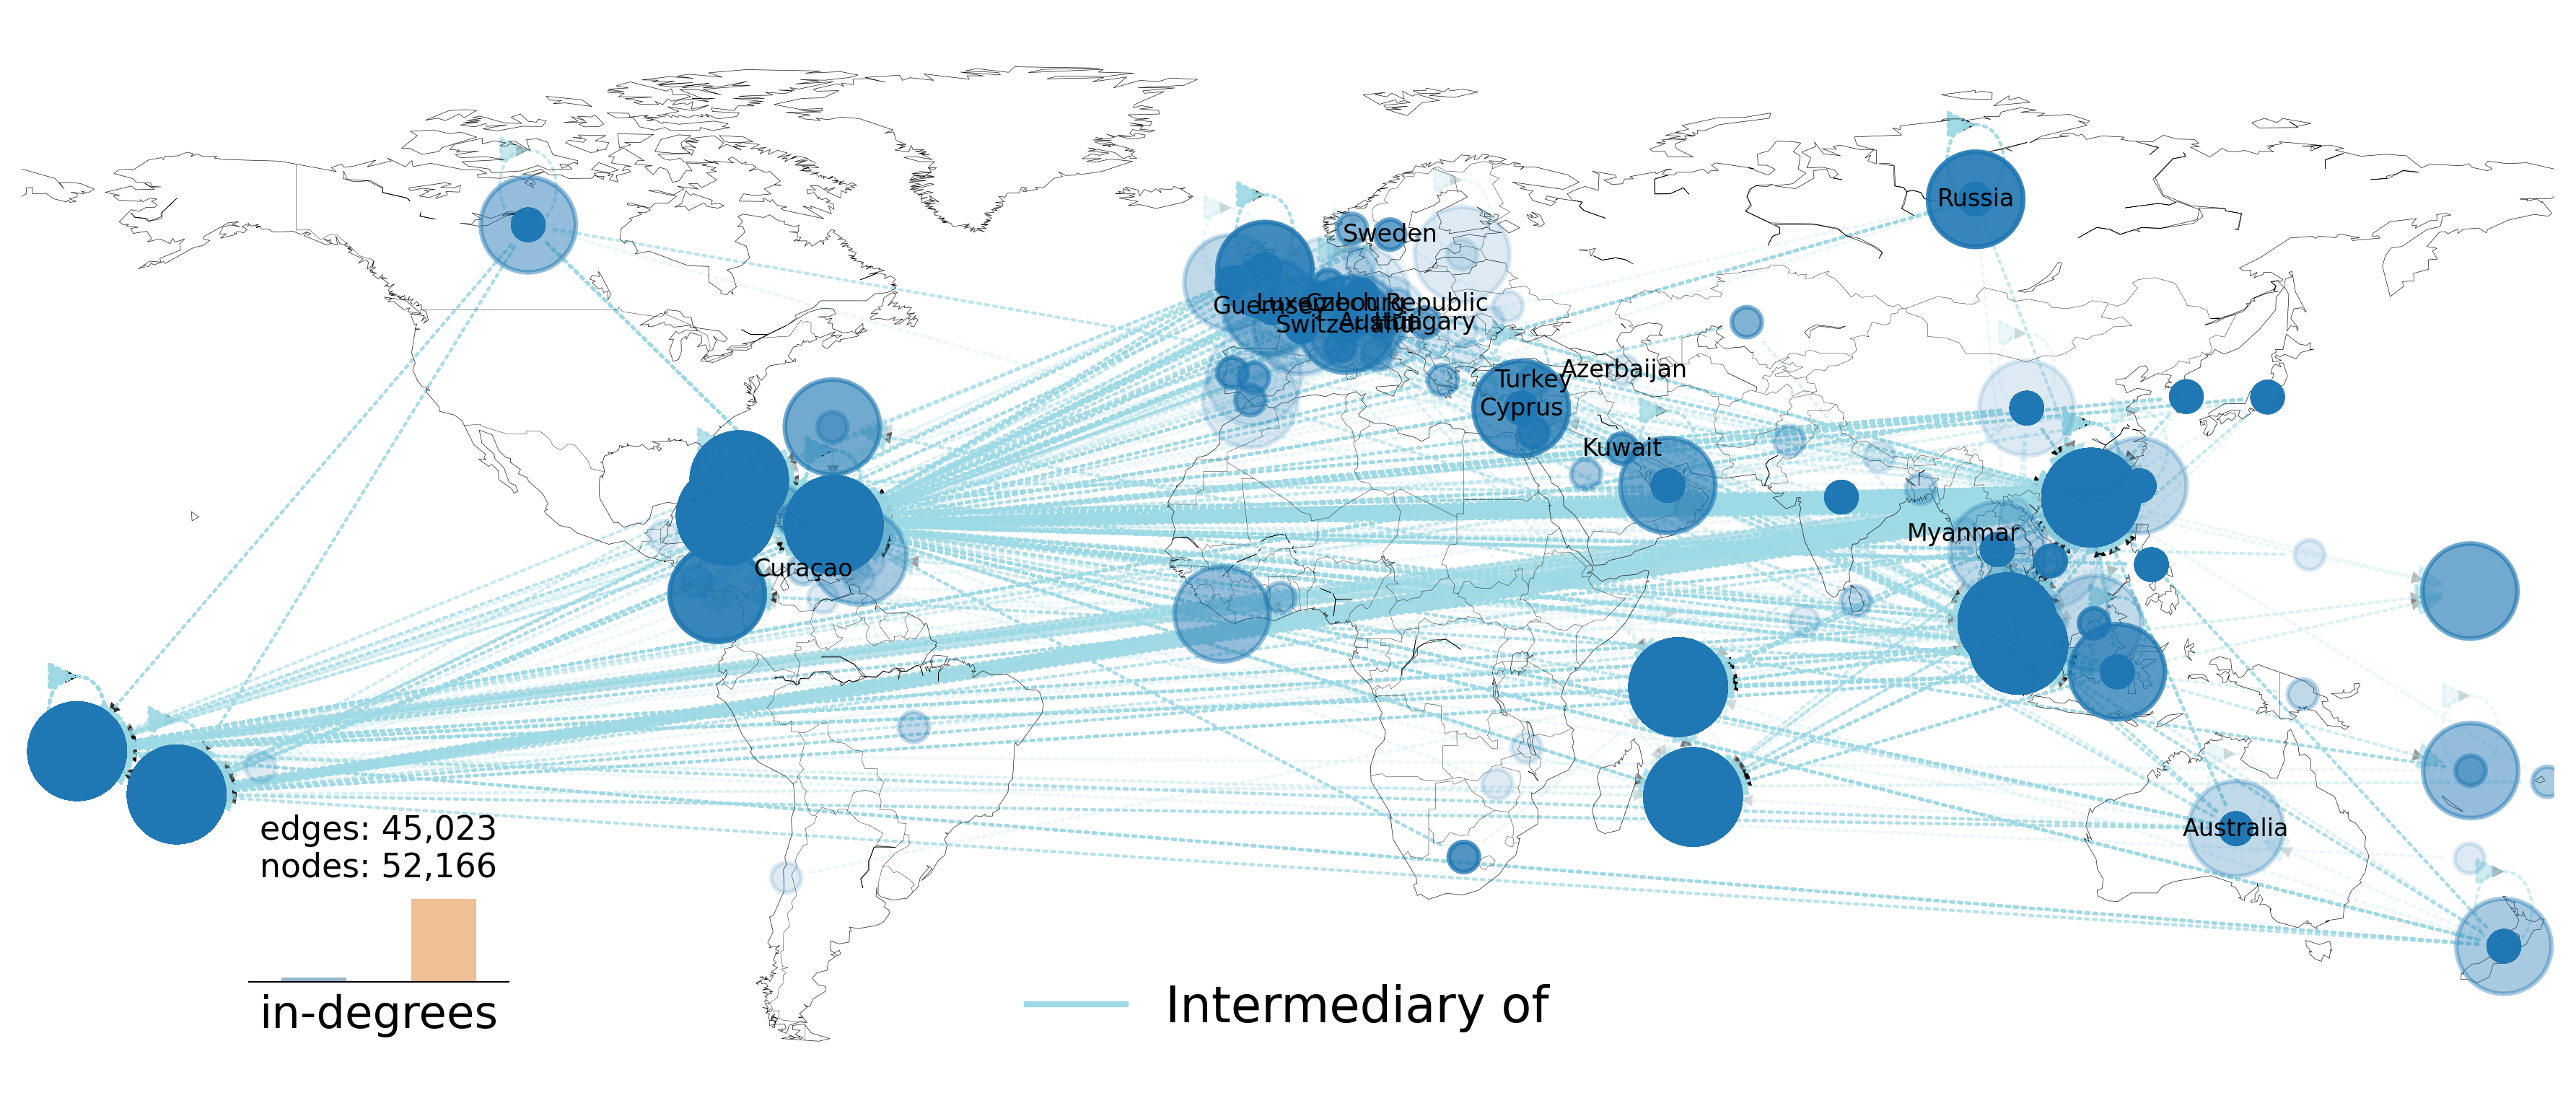 Russia
Sweden
Guernsey
Luxembourg
Czech Republic
Switzerland
Austria
Hungary
Azerbaijan
Turkey
Cyprus
Kuwait
Myanmar
Curaçao
Australia
edges: 45,023
nodes: 52,166
in-degrees
Intermediary of